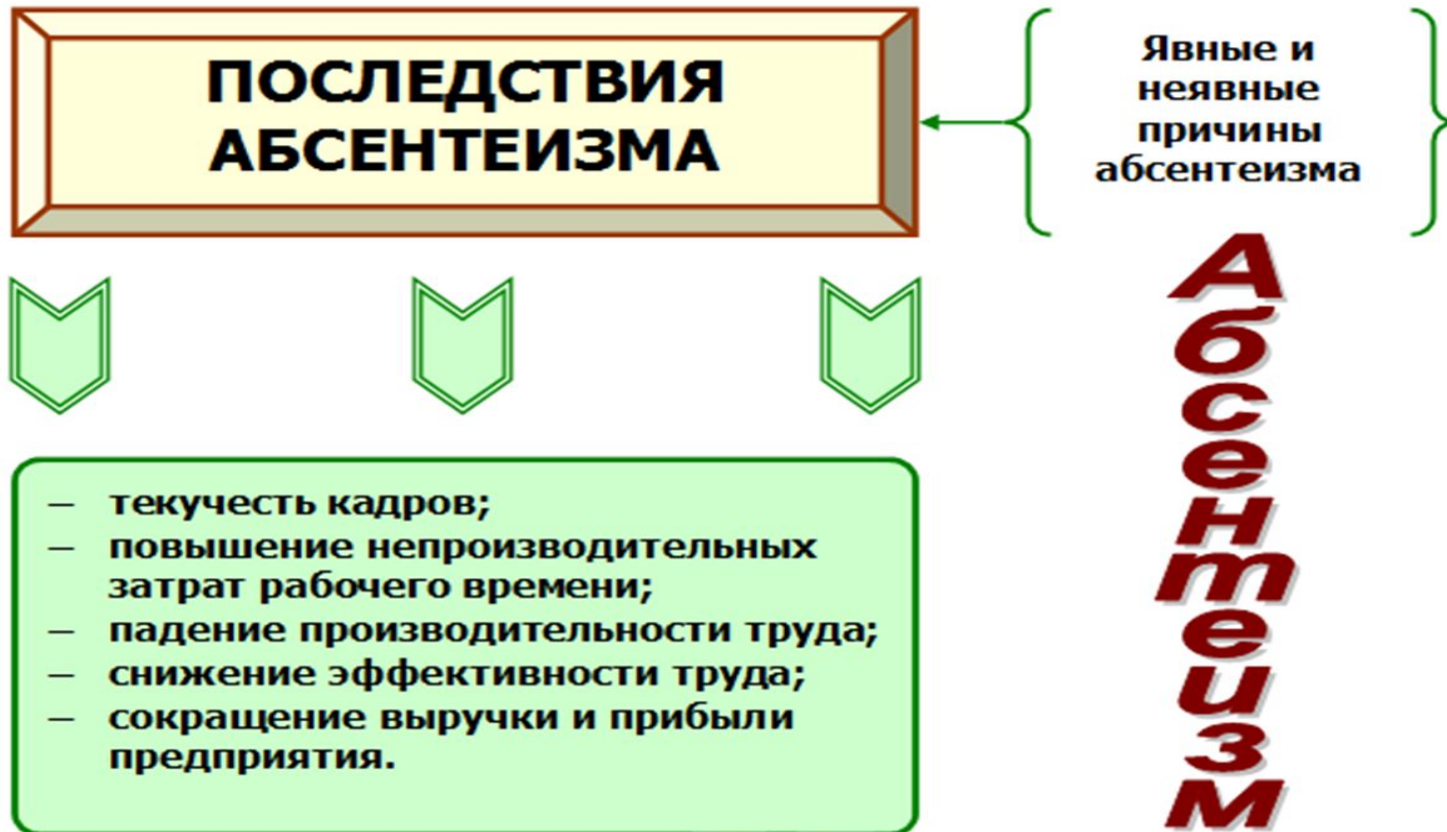 ПОСЛЕДСТВИЯ
АБСЕНТЕИЗМА
Явные и
неявные
причины
абсентеизма
– текучесть кадров;
– повышение непроизводительных
затрат рабочего времени;
– падение производительности труда;
– снижение эффективности труда;
– сокращение выручки и прибыли
предприятия.
Абсентеизм